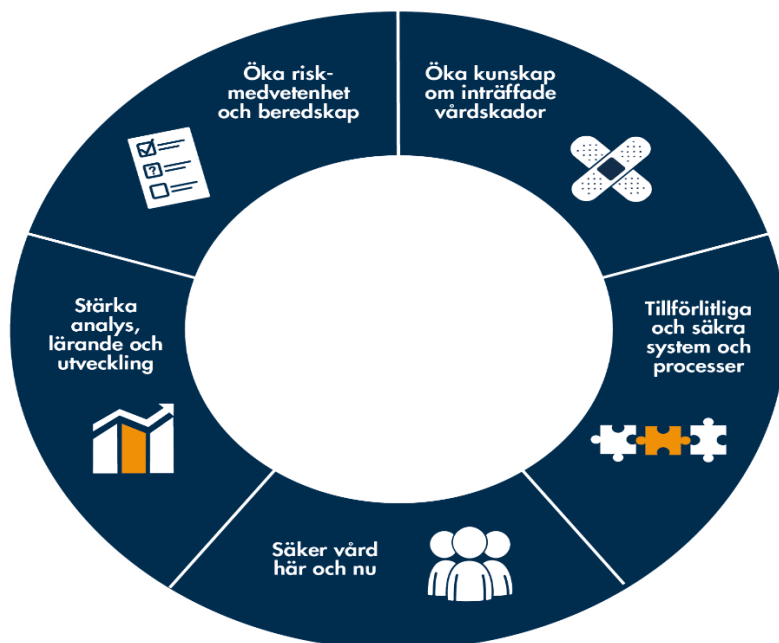 Öka risk-
medvetenhet
och beredskap
Öka kunskap
om inträffade
vårdskador
Stärka
analys,
lärande och
utveckling
Tillförlitliga
och säkra
system och
processer
Säker vård
här och nu
?